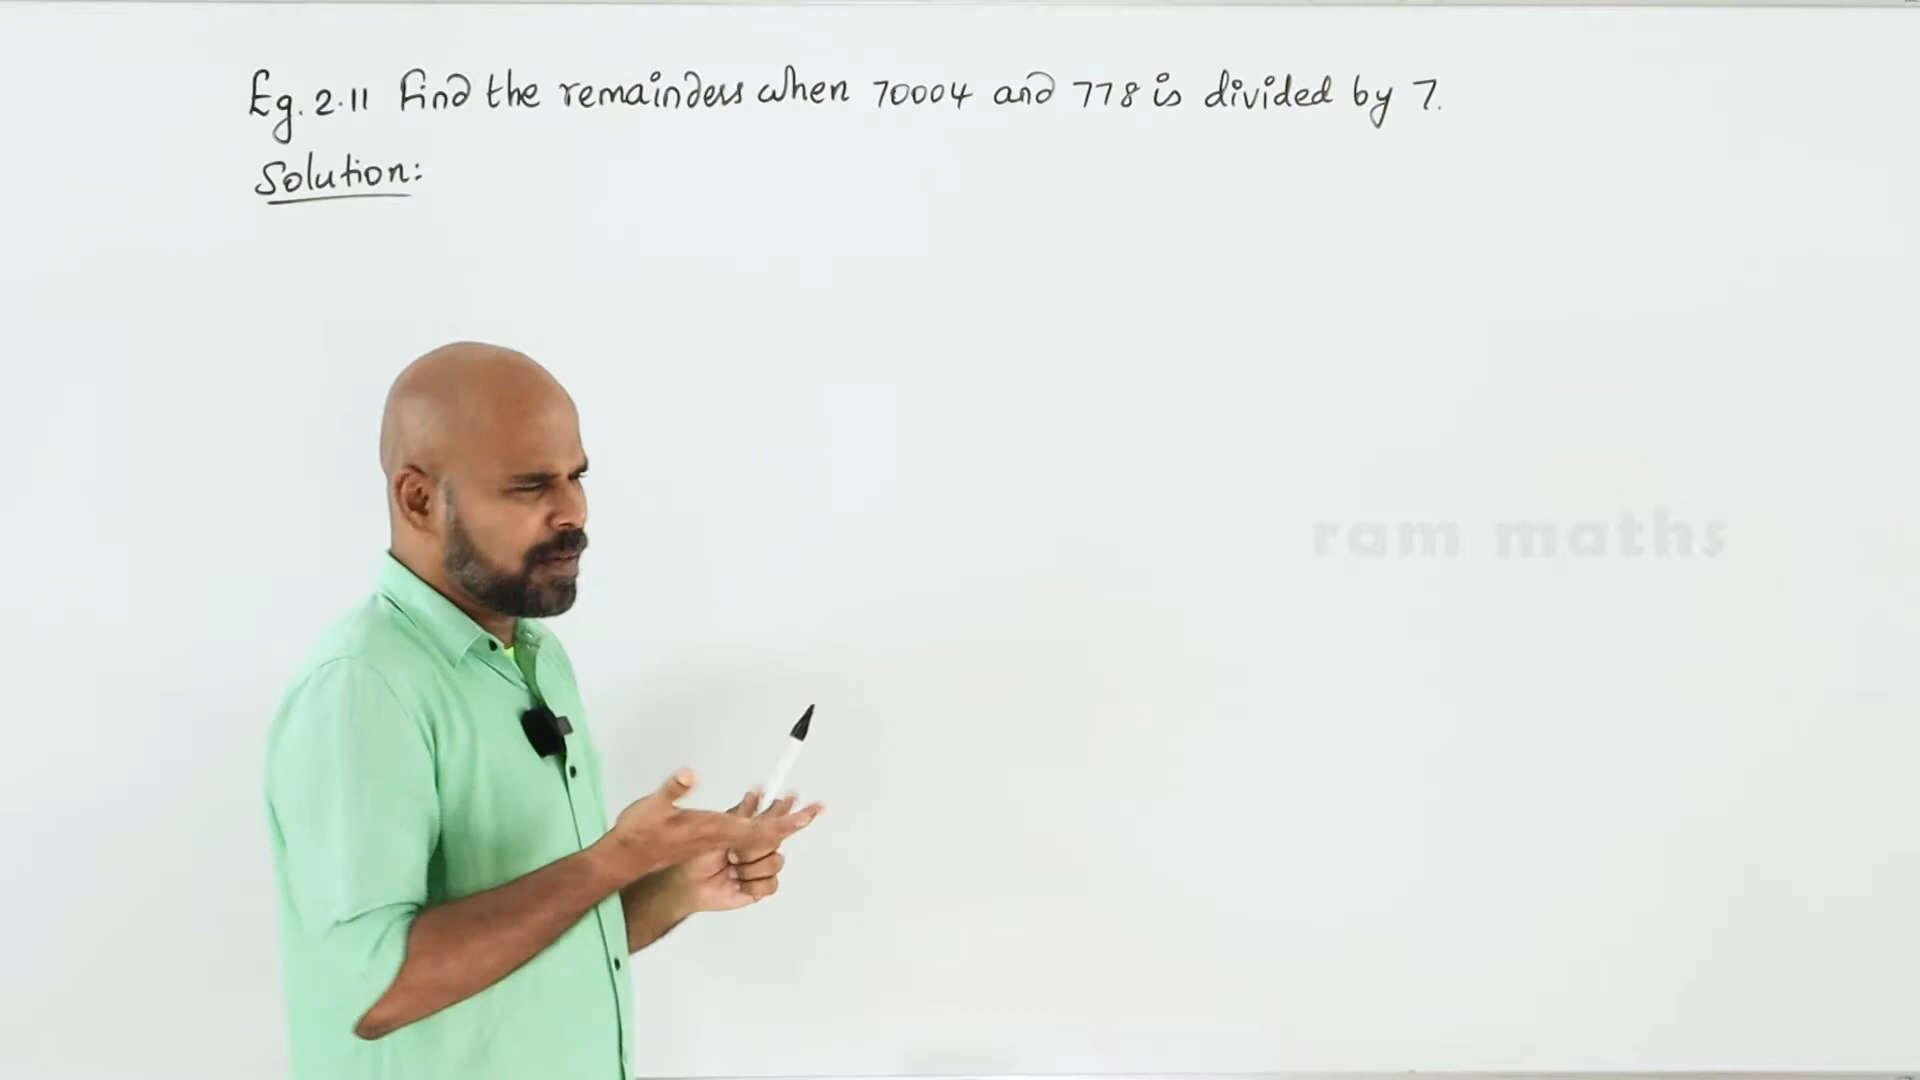 Eg. 2.11 Find the remainders when 70004 and 778 is divided by 7.
Solution:
ram maths